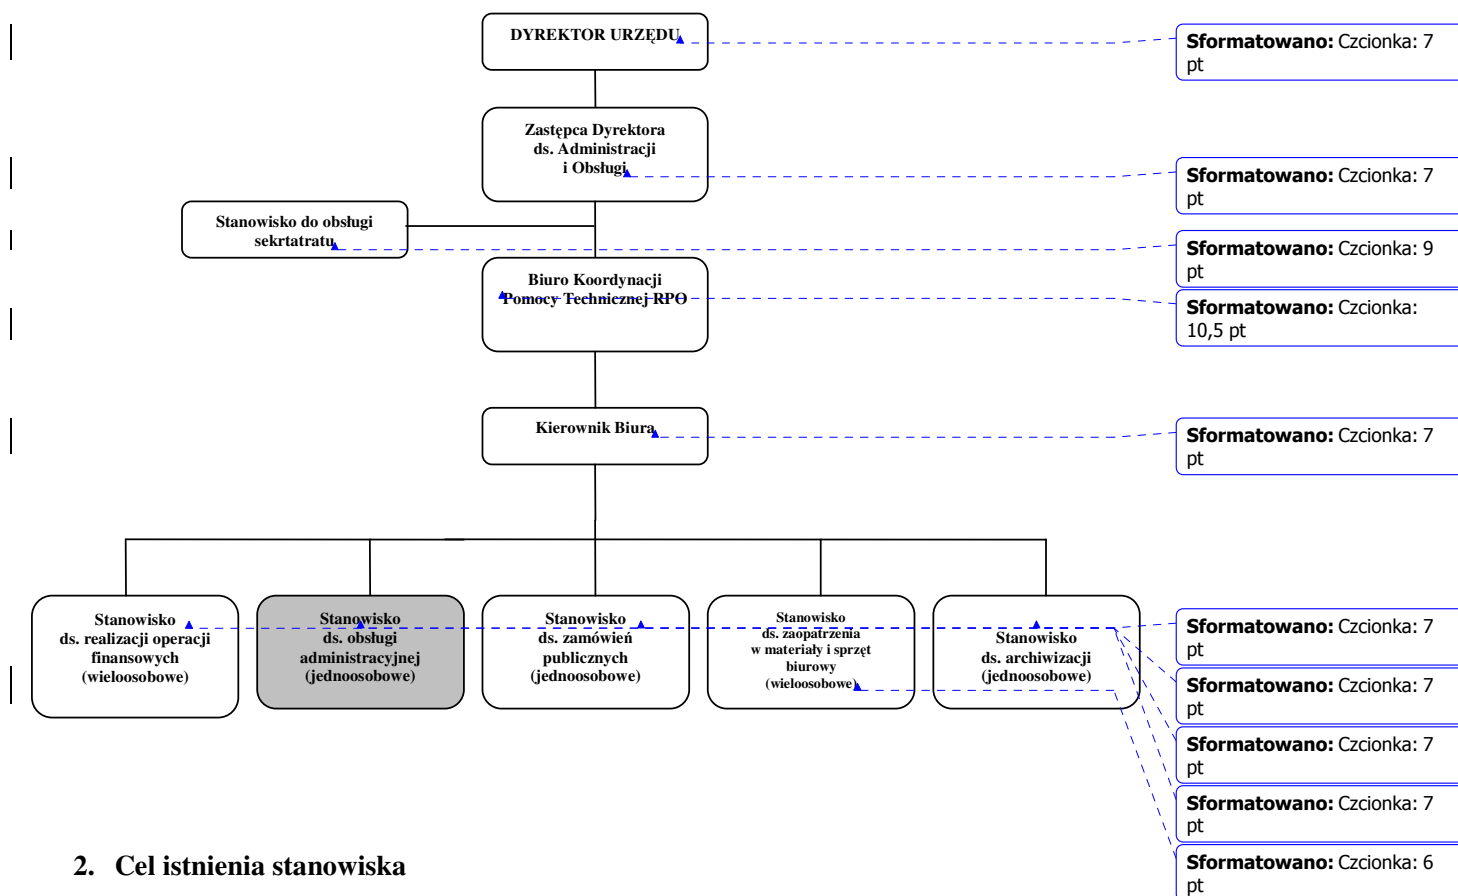 DYREKTOR URZĘDU
Zastępca Dyrektora
ds. Administracji
i Obsługi
Stanowisko do obsługi
sekrtatratu
Biuro Koordynacji
Pomocy Technicznej RPO
Kierownik Biura
Stanowisko
ds. realizacji operacji
finansowych
(wieloosobowe)
Stanowisko
ds. obsługi
administracyjnej
(jednoosobowe)
Stanowisko
ds. zamówień
publicznych
(jednoosobowe)
Stanowisko
ds. zaopatrzenia
w materiały i sprzęt
biurowy
(wieloosobowe)
Stanowisko
ds. archiwizacji
(jednoosobowe)
2. Cel istnienia stanowiska
Sformatowano: Czcionka: 7
pt
Sformatowano: Czcionka: 7
pt
Sformatowano: Czcionka: 9
pt
Sformatowano: Czcionka:
10,5 pt
Sformatowano: Czcionka: 7
pt
Sformatowano: Czcionka: 7
pt
Sformatowano: Czcionka: 7
pt
Sformatowano: Czcionka: 7
pt
Sformatowano: Czcionka: 7
pt
Sformatowano: Czcionka: 6
pt